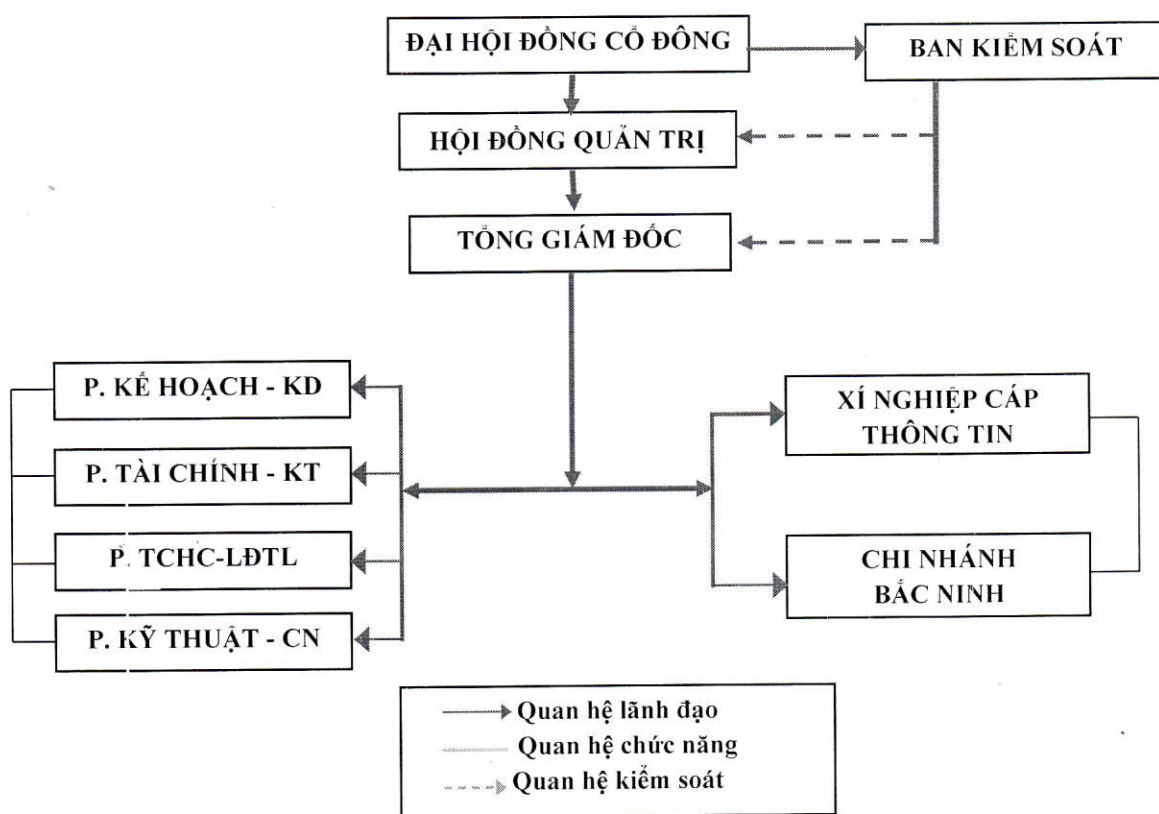 ĐẠI HỘI ĐỒNG CỔ ĐÔNG
BAN KIỂM SOÁT
HỘI ĐỒNG QUẢN TRỊ
TỔNG GIÁM ĐỐC
P. KẾ HOẠCH - KD
P. TÀI CHÍNH - KT
P. TCHC-LĐTL
P. KỸ THUẬT - CN
XÍ NGHIỆP CÁP
THÔNG TIN
CHI NHÁNH
BẮC NINH
Quan hệ lãnh đạo
Quan hệ chức năng
Quan hệ kiểm soát